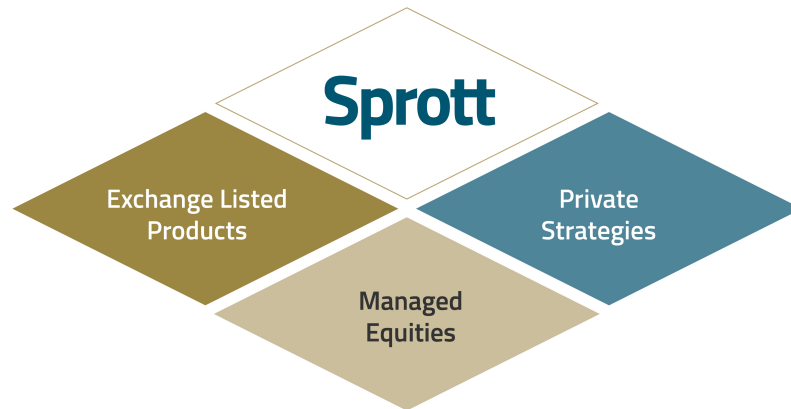 Sprott
Exchange Listed
Products
Private
Strategies
Managed
Equities